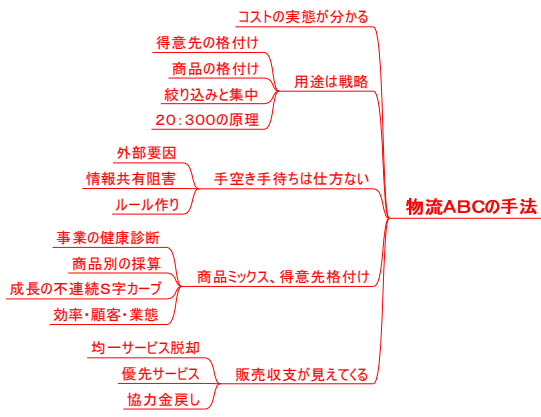 物流ABCの手法
コストの実態が分かる
用途は戦略
得意先の格付け
商品の格付け
絞り込みと集中
20:300の原理
手空き手待ちは仕方ない
外部要因
情報共有阻害
ルール作り
商品ミックス、得意先格付け
事業の健康診断
商品別の採算
成長の不連続S字カーブ
効率・顧客・業態
販売収支が見えてくる
均一サービス脱却
優先サービス
協力金戻し